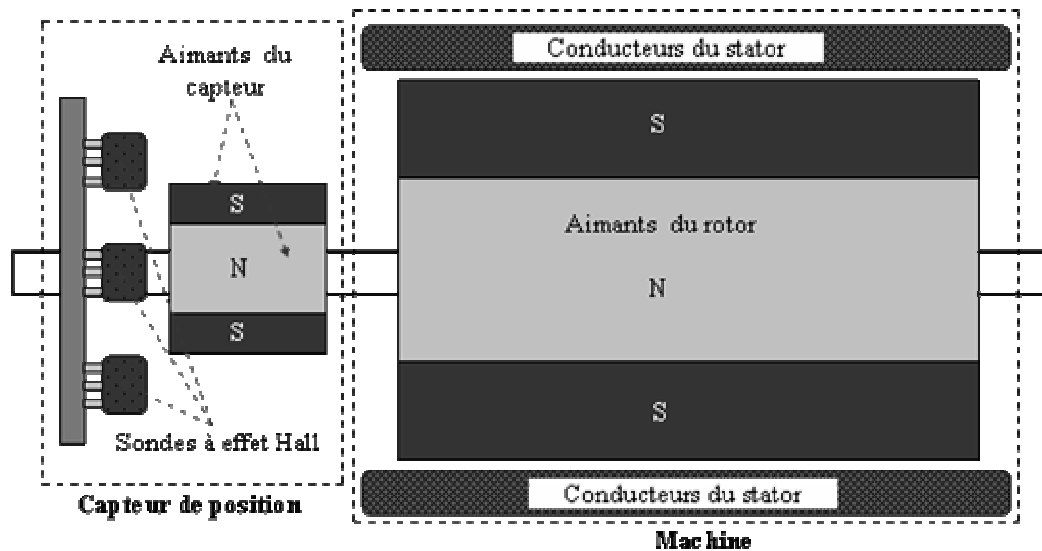 Aimants du
capteur
S
N
S
Sondes à effet Hall
Capteur de position
Conducteurs du stator
S
Aimants du rotor
N
S
Conducteurs du stator
Machine